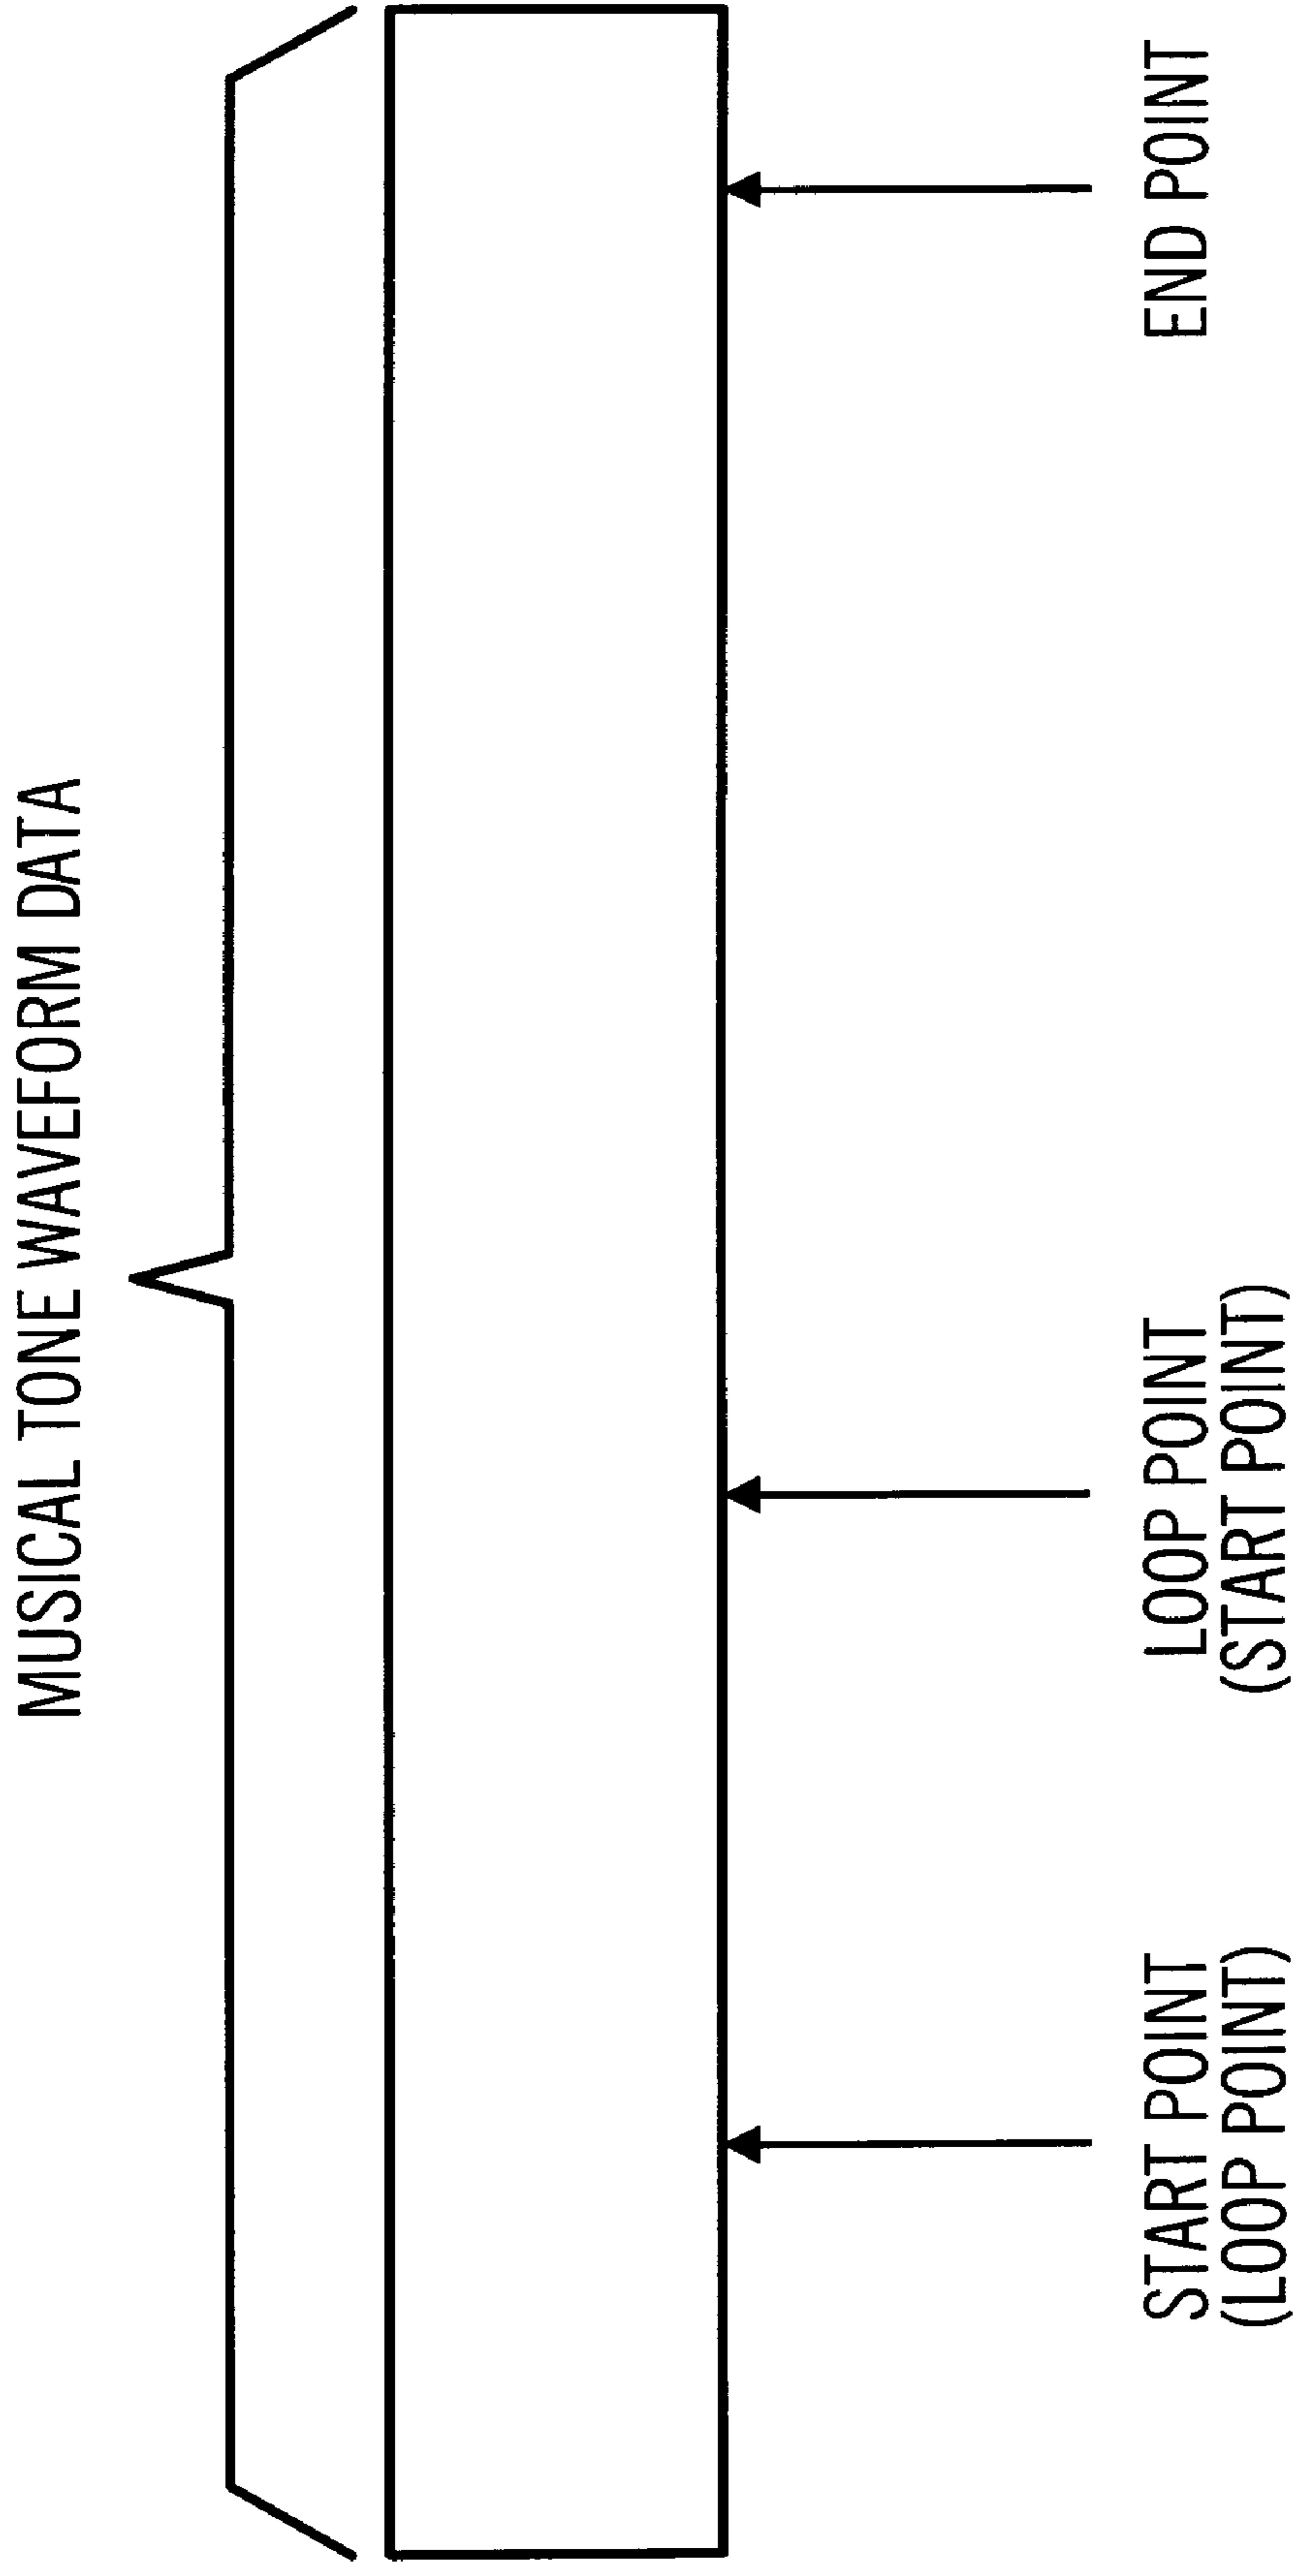 MUSICAL TONE WAVEFORM DATA
START POINT
(LOOP POINT)
LOOP POINT
(START POINT)
END POINT